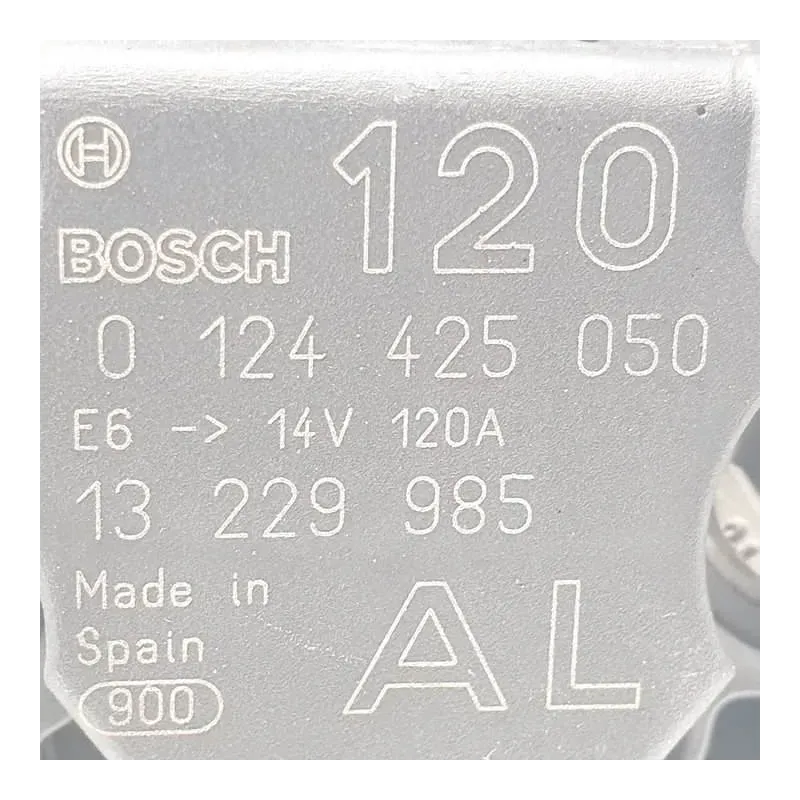 BOSCH 120
0 124 425 050
E6 -> 14V 120A
13 229 985
Made in
Spain
900
AL